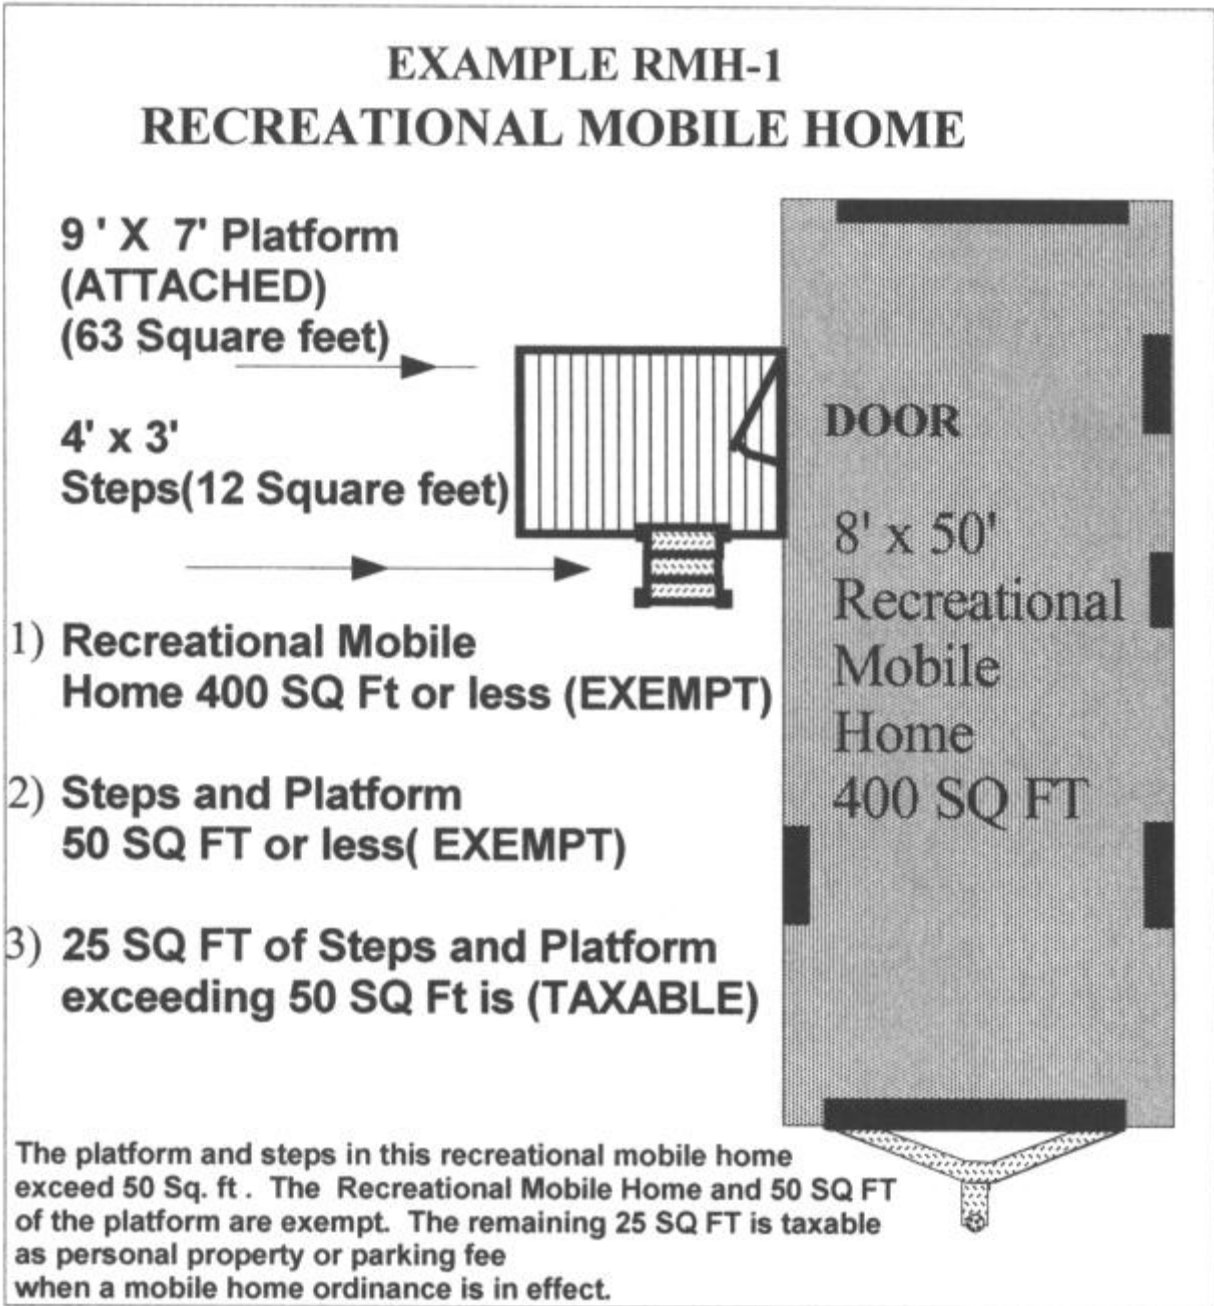 EXAMPLE RMH-1
RECREATIONAL MOBILE HOME
9 ' X 7' Platform
(ATTACHED)
(63 Square feet)
4' x 3'
Steps(12 Square feet)
DOOR
8' x 50'
Recreational
Mobile
Home
400 SQ FT
1) Recreational Mobile
Home 400 SQ Ft or less (EXEMPT)
2) Steps and Platform
50 SQ FT or less( EXEMPT)
3) 25 SQ FT of Steps and Platform
exceeding 50 SQ Ft is (TAXABLE)
The platform and steps in this recreational mobile home
exceed 50 Sq. ft . The Recreational Mobile Home and 50 SQ FT
of the platform are exempt. The remaining 25 SQ FT is taxable
as personal property or parking fee
when a mobile home ordinance is in effect.